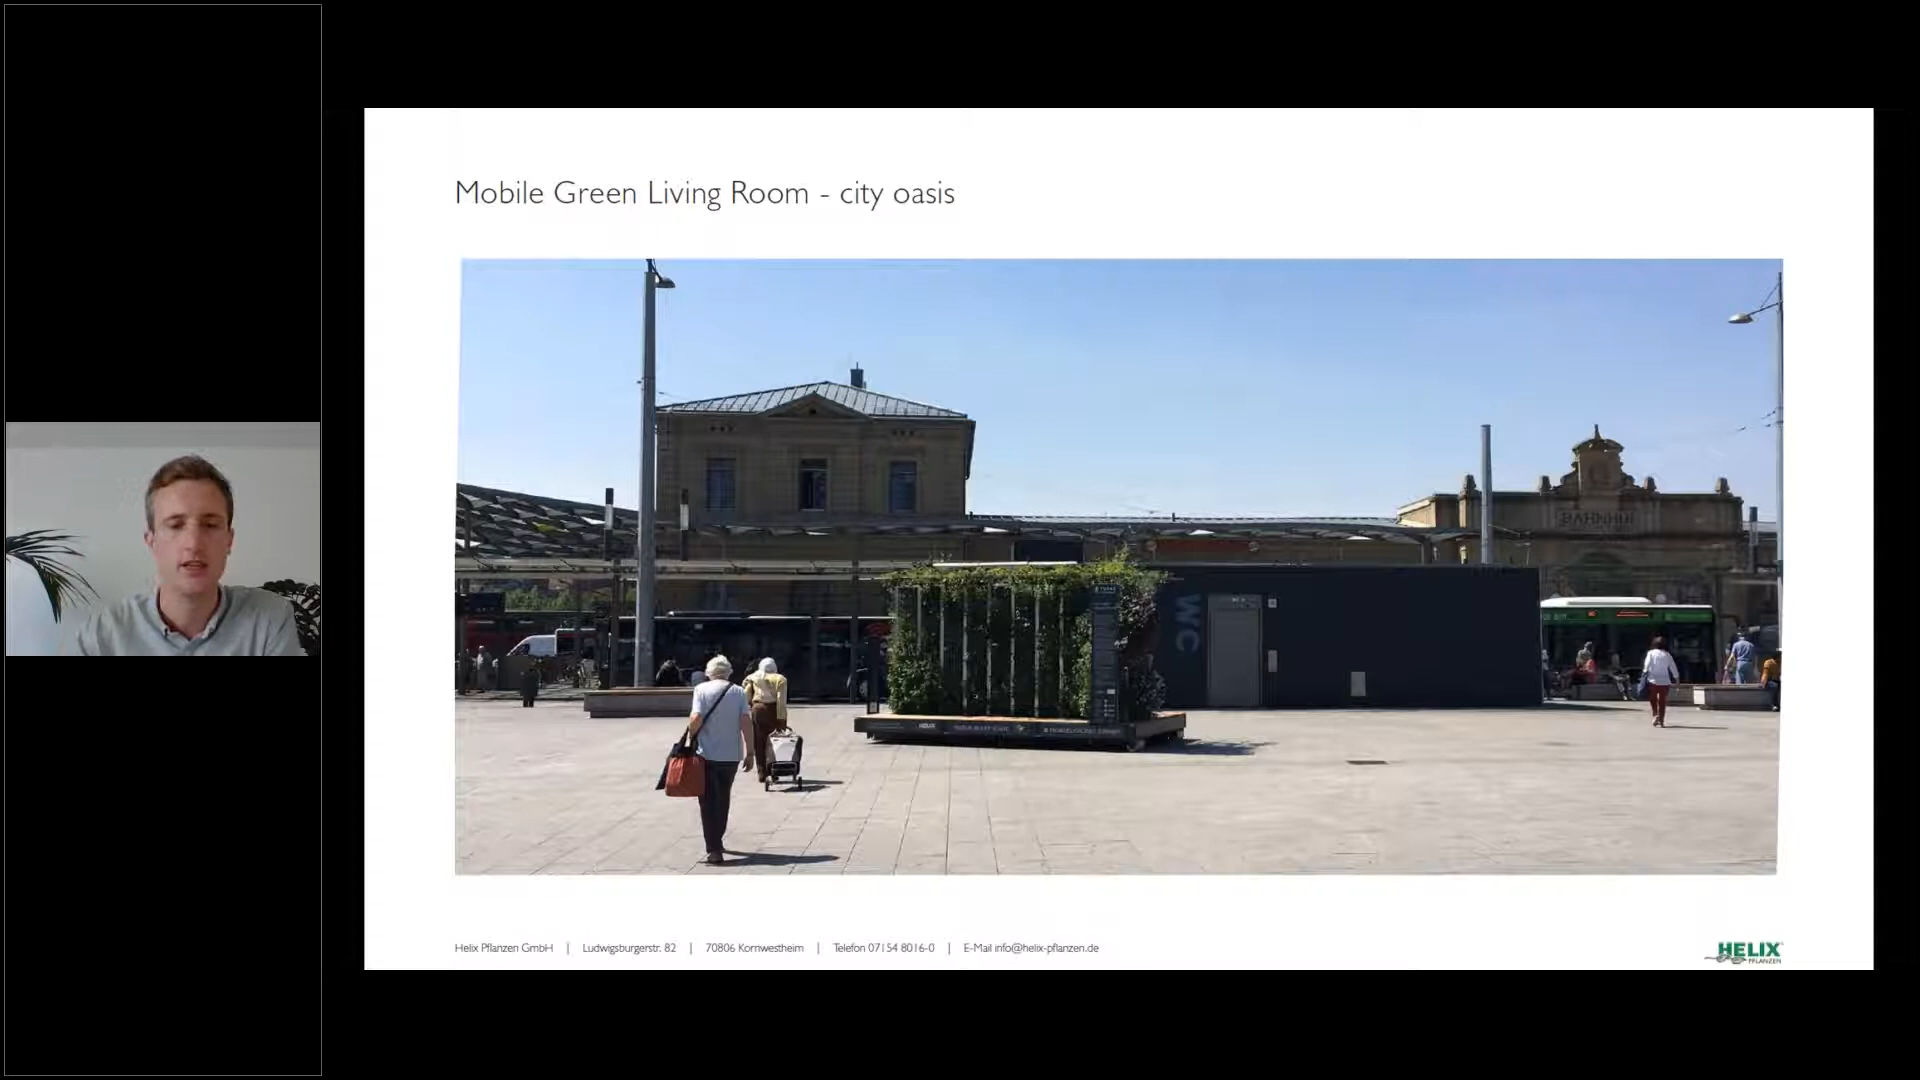 Mobile Green Living Room - city oasis
BAHNHOF
WC
HELIX
Helix Pflanzen GmbH | Ludwigsburgerstr. 82 | 70806 Kornwestheim | Telefon 07154 8016-0 | E-Mail info@helix-pflanzen.de
HELIX
PFLANZEN